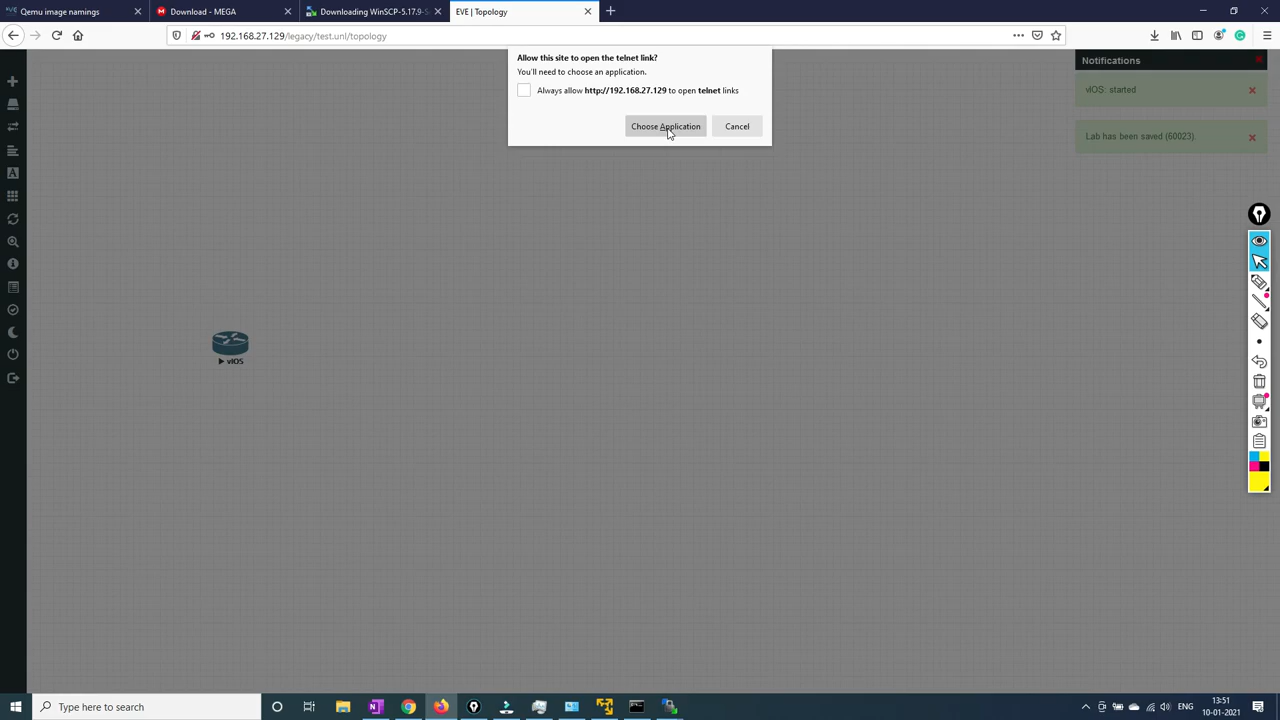 Qemu image namings
Download - MEGA
Downloading WinSCP-5.17.9-S
EVE | Topology
192.168.27.129/legacy/test.unl/topology
Allow this site to open the telnet link?
You'll need to choose an application.
Always allow http://192.168.27.129 to open telnet links
Choose Application
Cancel
Notifications
vIOS: started
Lab has been saved (60023).
vIOS
Type here to search
ENG
13:51
10-01-2021